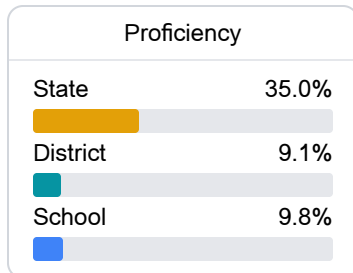 Proficiency
State 35.0%
District 9.1%
School 9.8%